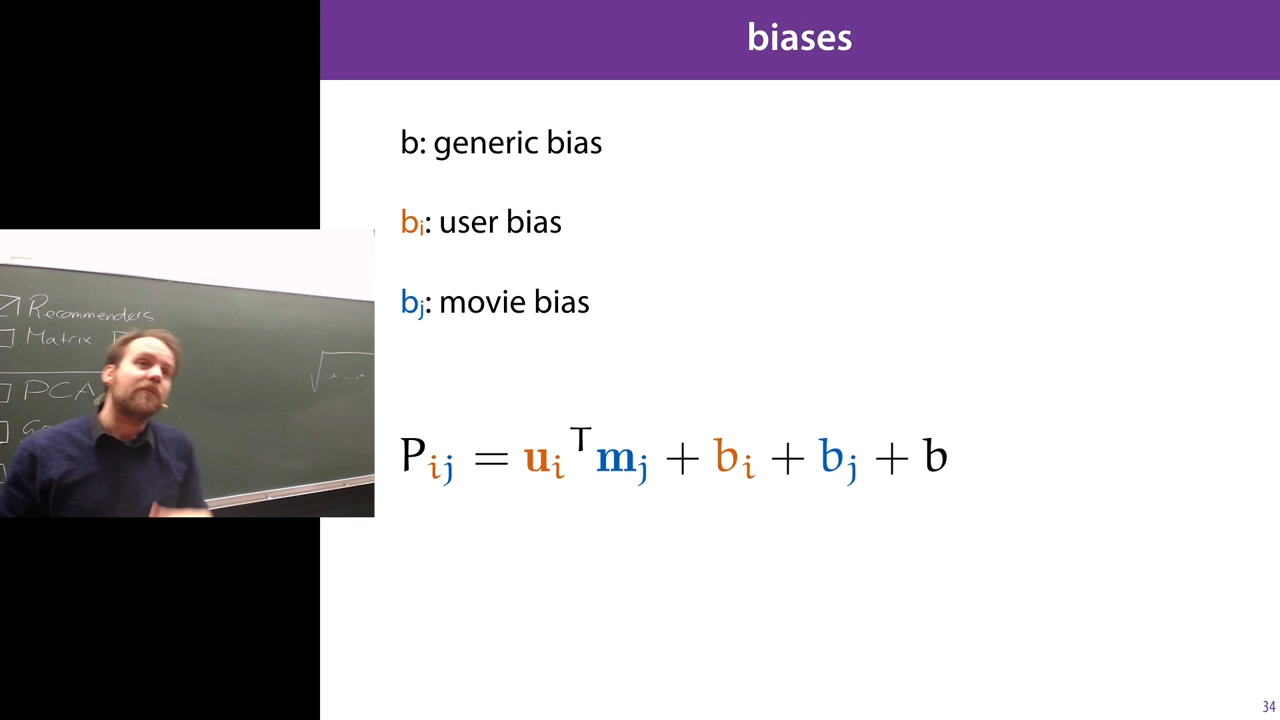 biases
b: generic bias
bᵢ: user bias
bⱼ: movie bias
Pᵢⱼ = uᵢᵀmⱼ + bᵢ + bⱼ + b
Recommenders
Matrix
PCA
34